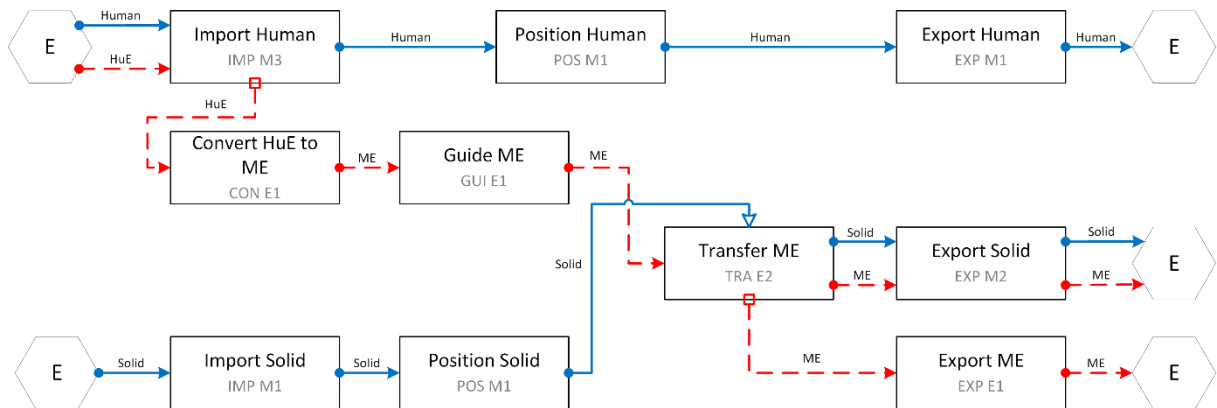 E
Human
HuE
Import Human
IMP M3
Human
Position Human
POS M1
Human
Export Human
EXP M1
Human
E
HuE
Convert HuE to
ME
CON E1
ME
Guide ME
GUI E1
ME
Solid
Transfer ME
TRA E2
Solid
ME
Export Solid
EXP M2
Solid
ME
E
E
Solid
Import Solid
IMP M1
Solid
Position Solid
POS M1
ME
Export ME
EXP E1
ME
E